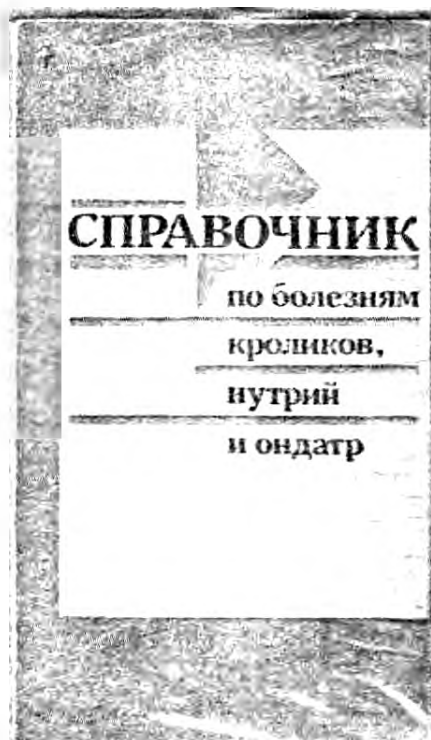 СПРАВОЧНИК
по болезням
кроликов,
нутрий
и ондатр